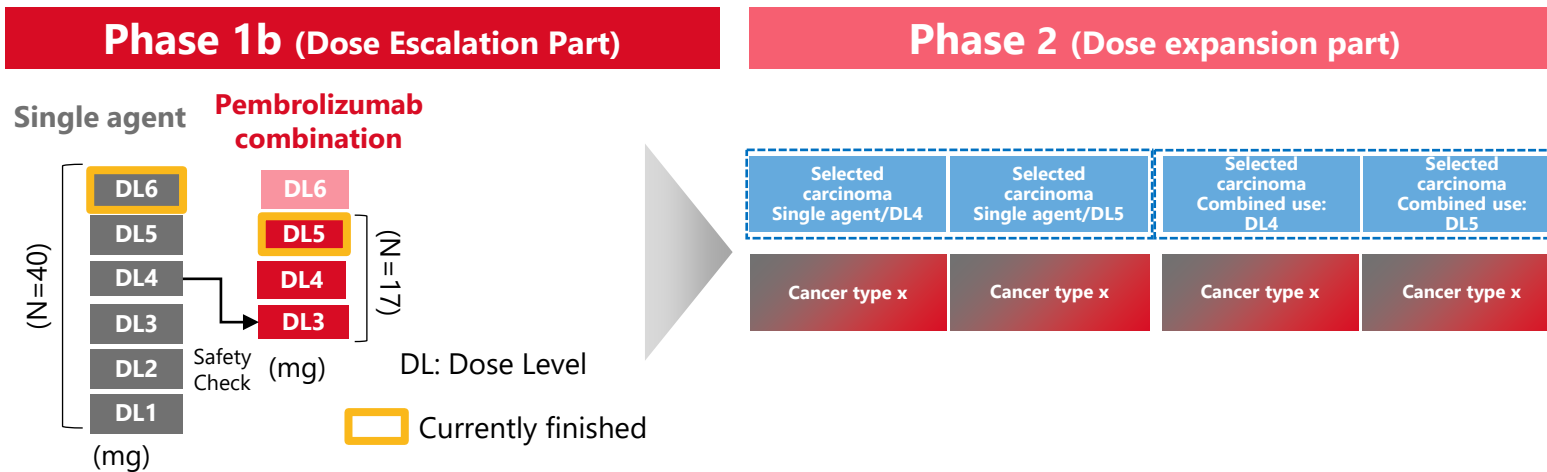 Phase 1b (Dose Escalation Part)
Phase 2 (Dose expansion part)
Single agent
Pembrolizumab
combination
(N=40)
DL6
DL5
DL4
DL3
DL2
DL1
(mg)
Safety
Check
DL6
DL5
DL4
DL3
(mg)
(N=17)
DL: Dose Level
Currently finished
Selected
carcinoma
Single agent/DL4
Selected
carcinoma
Single agent/DL5
Selected
carcinoma
Combined use:
DL4
Selected
carcinoma
Combined use:
DL5
Cancer type x
Cancer type x
Cancer type x
Cancer type x